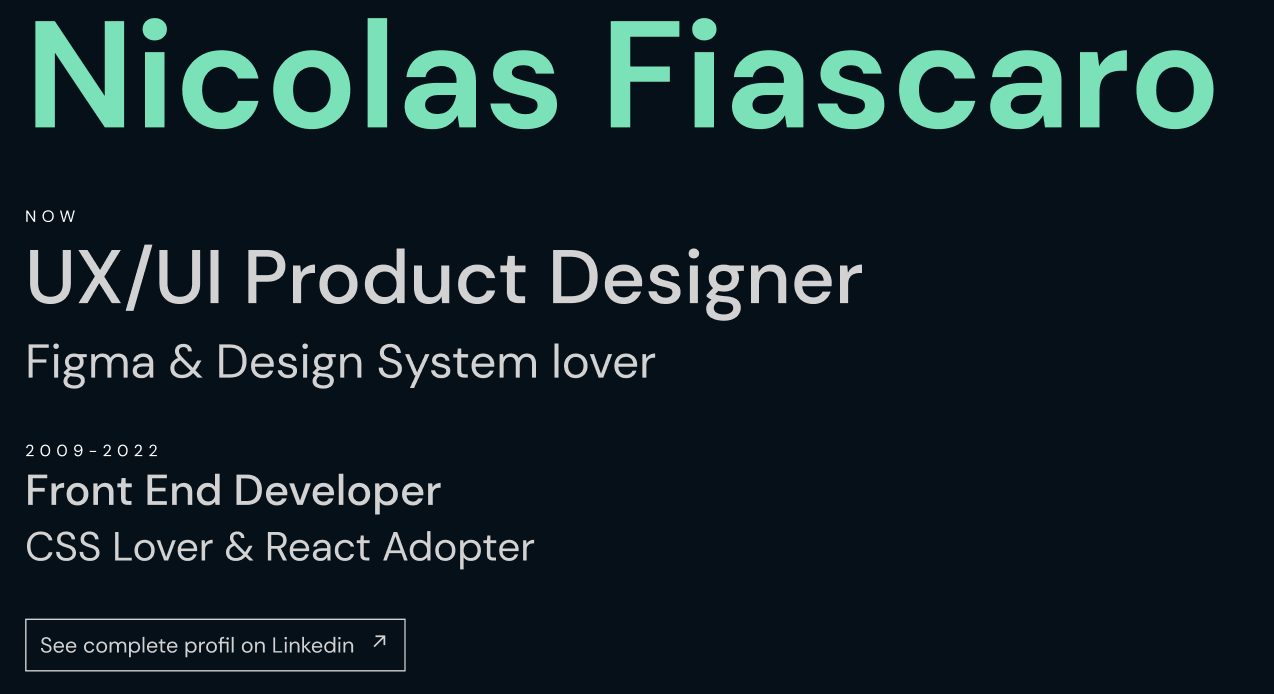 Nicolas Fiascaro
NOW
UX/UI Product Designer
Figma & Design System lover
2009-2022
Front End Developer
CSS Lover & React Adopter
See complete profil on Linkedin ↗